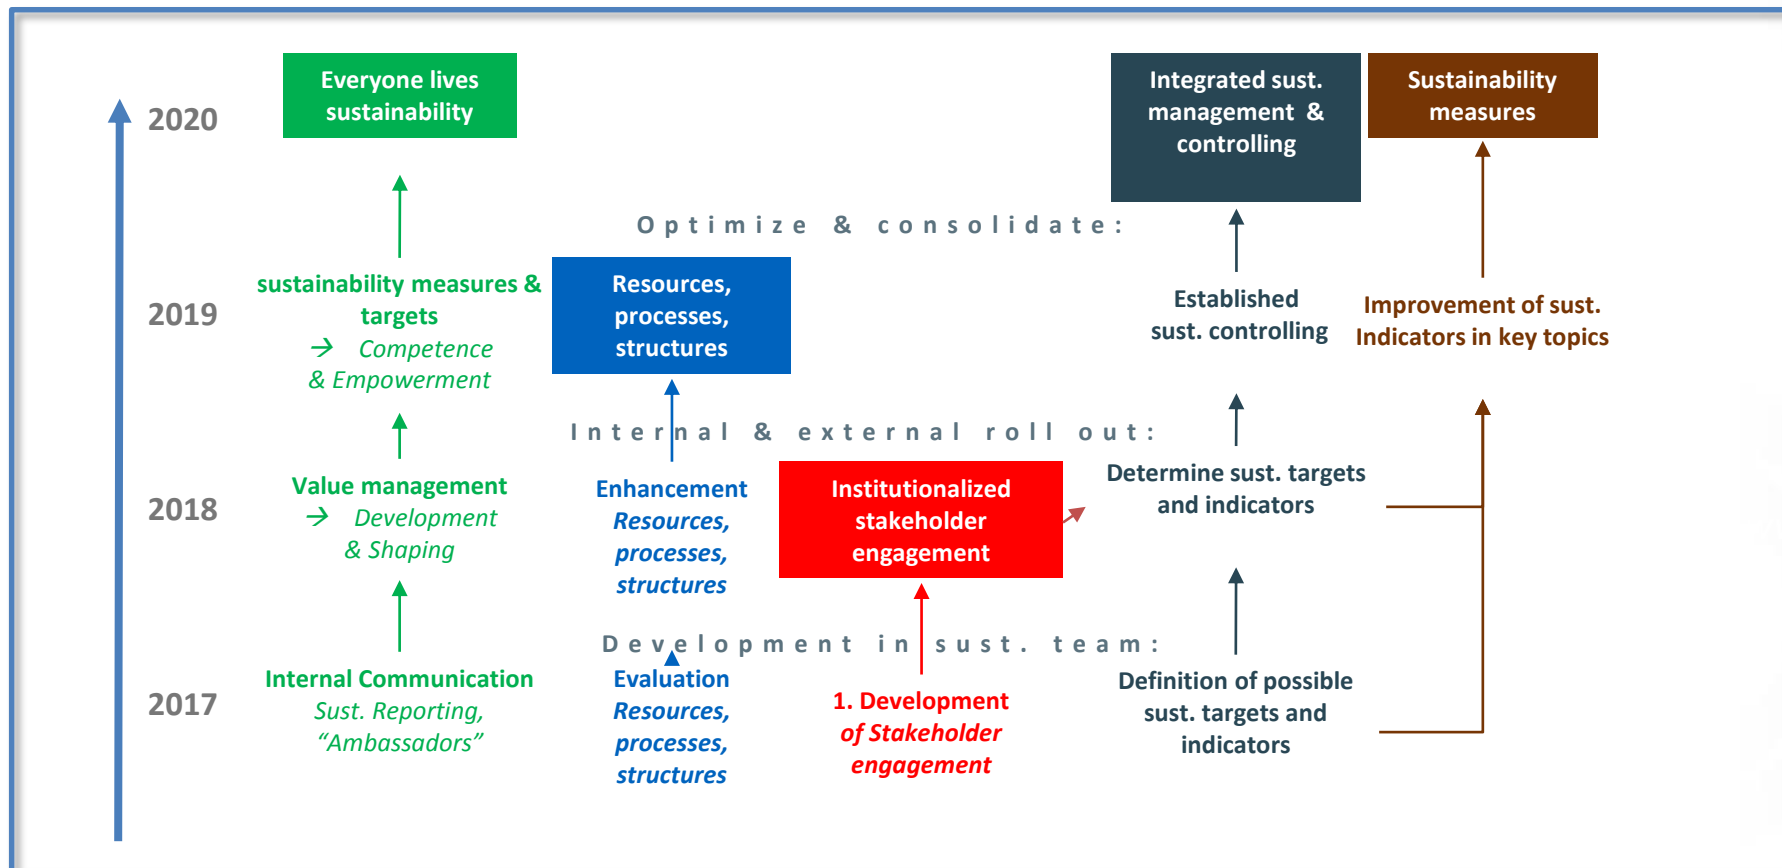 2020
Everyone lives
sustainability
Integrated sust.
management &
controlling
Sustainability
measures
Optimize & consolidate:
2019
sustainability measures &
targets
→ Competence
& Empowerment
Resources,
processes,
structures
Established
sust. controlling
Improvement of sust.
Indicators in key topics
Internal & external roll out:
2018
Value management
→ Development
& Shaping
Enhancement
Resources,
processes,
structures
Institutionalized
stakeholder
engagement
Determine sust. targets
and indicators
Development in sust. team:
2017
Internal Communication
Sust. Reporting,
“Ambassadors”
Evaluation
Resources,
processes,
structures
1. Development
of Stakeholder
engagement
Definition of possible
sust. targets and
indicators